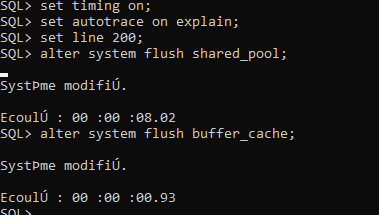 SQL> set timing on;
SQL> set autotrace on explain;
SQL> set line 200;
SQL> alter system flush shared_pool;
SystÞme modifiÚ.
EcoulÚ : 00 :00 :08.02
SQL> alter system flush buffer_cache;
SystÞme modifiÚ.
EcoulÚ : 00 :00 :00.93
SQL>